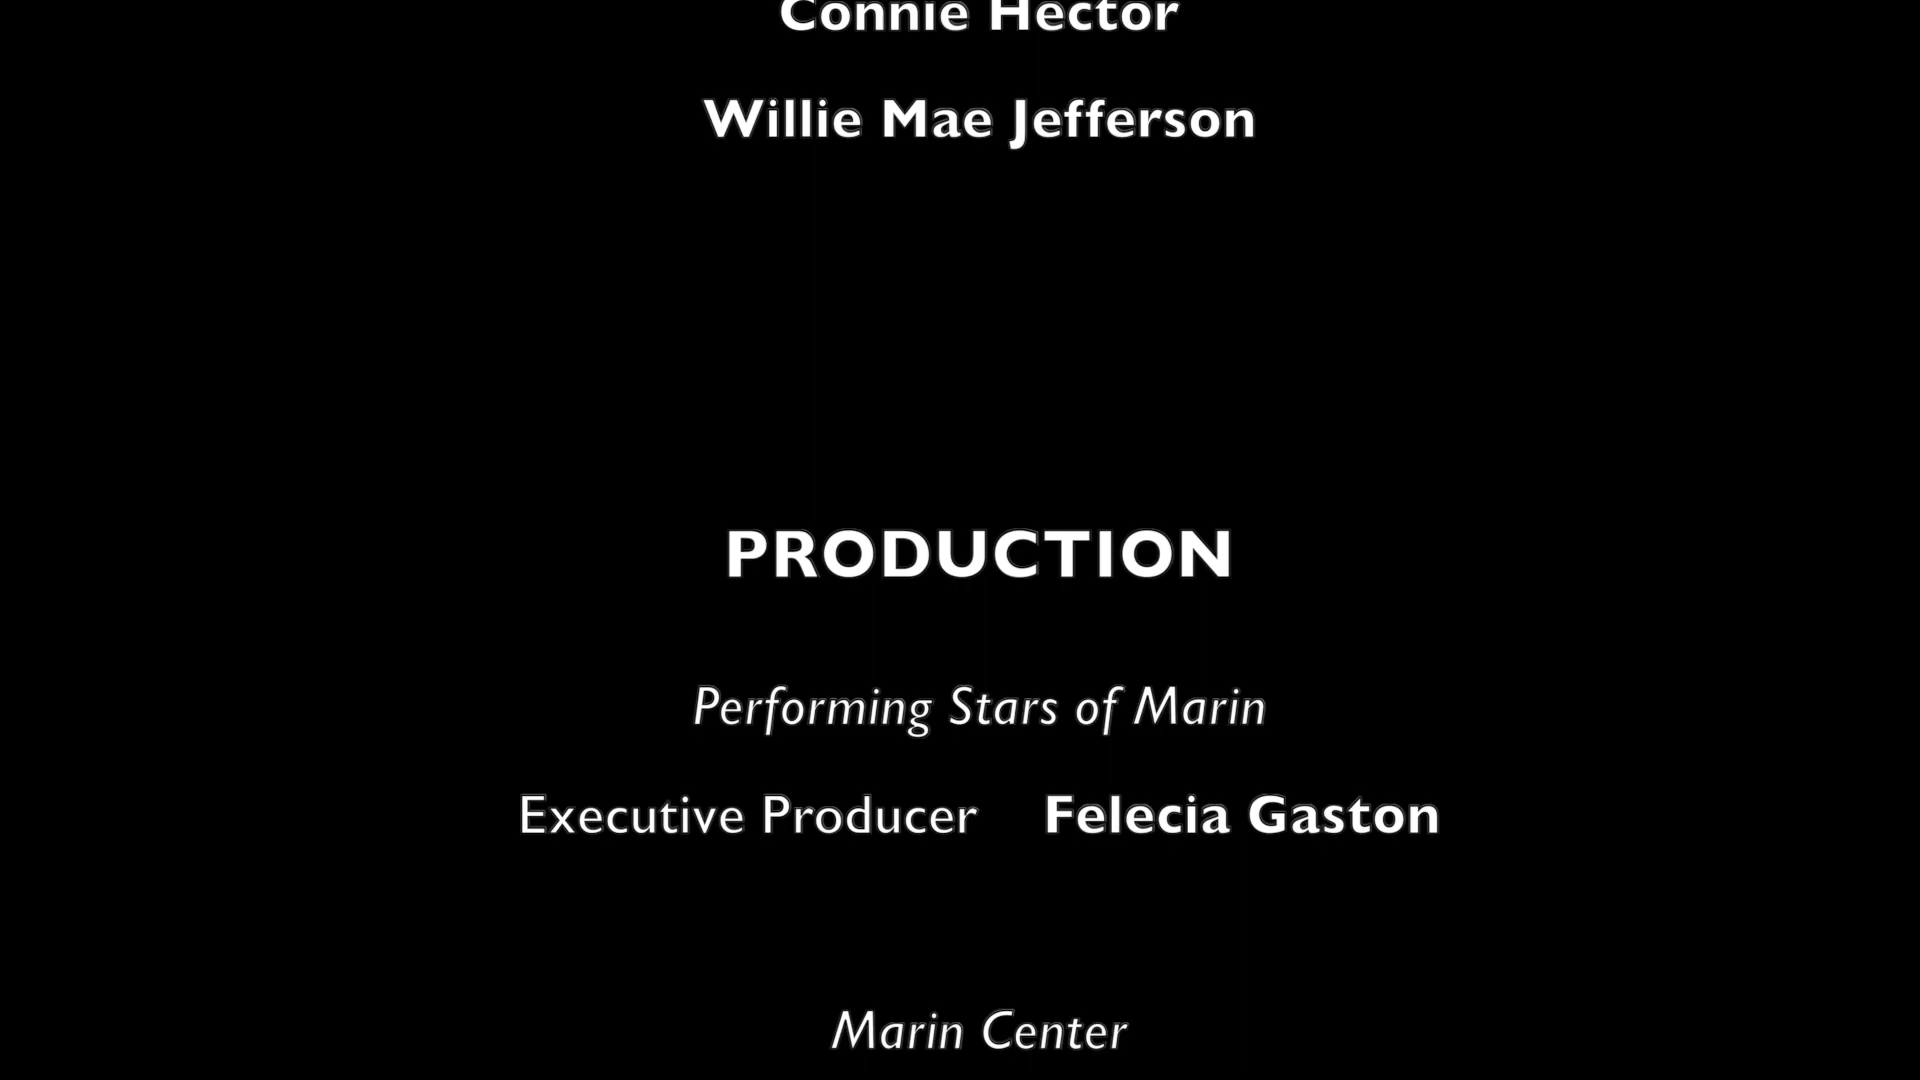 Connie Hector
Willie Mae Jefferson
PRODUCTION
Performing Stars of Marin
Executive Producer Felecia Gaston
Marin Center